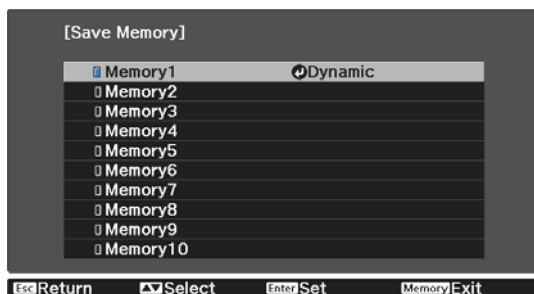 [Save Memory]
Memory1 Dynamic
Memory2
Memory3
Memory4
Memory5
Memory6
Memory7
Memory8
Memory9
Memory10
Esc Return Select Enter Set Memory Exit